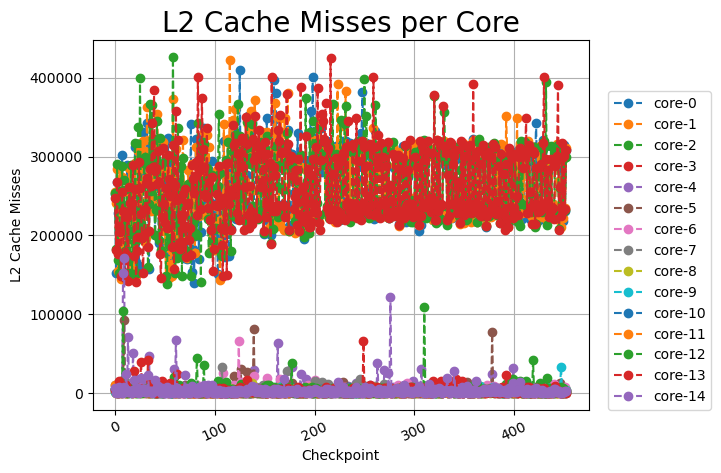 L2 Cache Misses per Core
L2 Cache Misses
400000
300000
200000
100000
0
0
100
200
300
400
Checkpoint
core-0
core-1
core-2
core-3
core-4
core-5
core-6
core-7
core-8
core-9
core-10
core-11
core-12
core-13
core-14